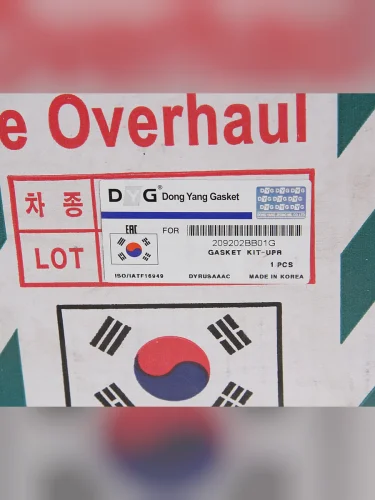 e Overhaul
차 종
DYG® Dong Yang Gasket
FOR
209202BB01G
GASKET KIT-UPR
LOT
EAC
1 PCS
ISO/IATF16949 DYRUSAAAC MADE IN KOREA